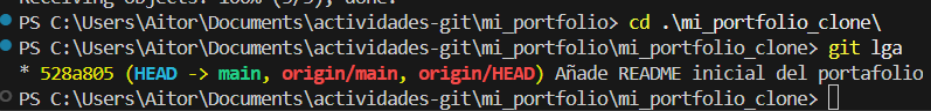 Receiving objects: 100% (3/3), done.
PS C:\Users\Aitor\Documents\actividades-git\mi_portfolio> cd .\mi_portfolio_clone\
PS C:\Users\Aitor\Documents\actividades-git\mi_portfolio\mi_portfolio_clone> git lga
* 528a805 (HEAD -> main, origin/main, origin/HEAD) Añade README inicial del portafolio
PS C:\Users\Aitor\Documents\actividades-git\mi_portfolio\mi_portfolio_clone>